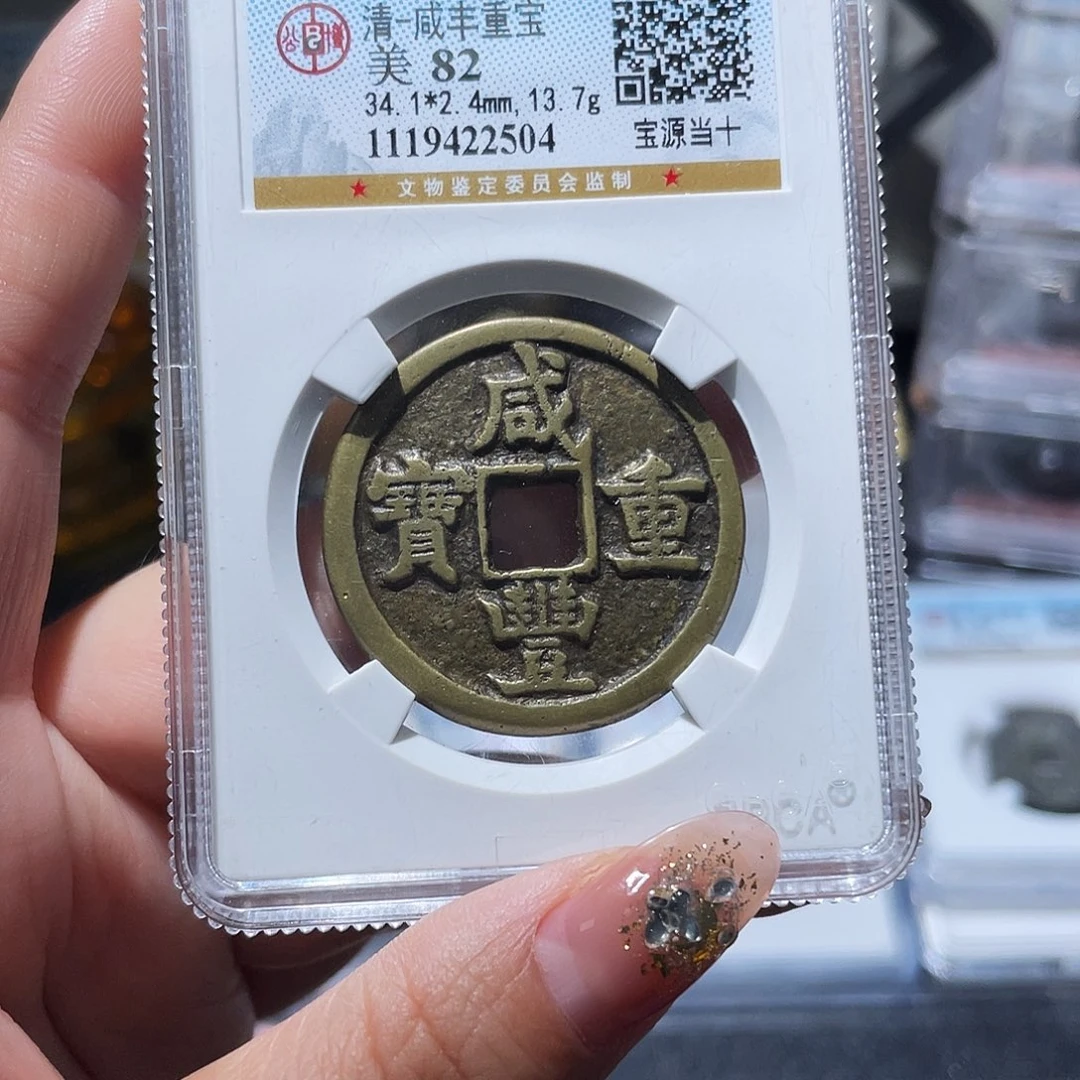 清-咸丰重宝
美 82
34.1*2.4mm, 13.7g
1119422504
宝源当十
★ 文物鉴定委员会监制 ★
咸
寶 重
豐